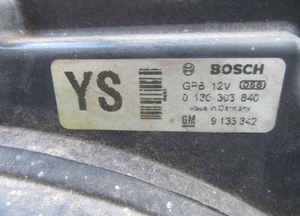 YS
BOSCH
GPB 12V
0 130 303 840
Made in Germany
GM 9 133 342